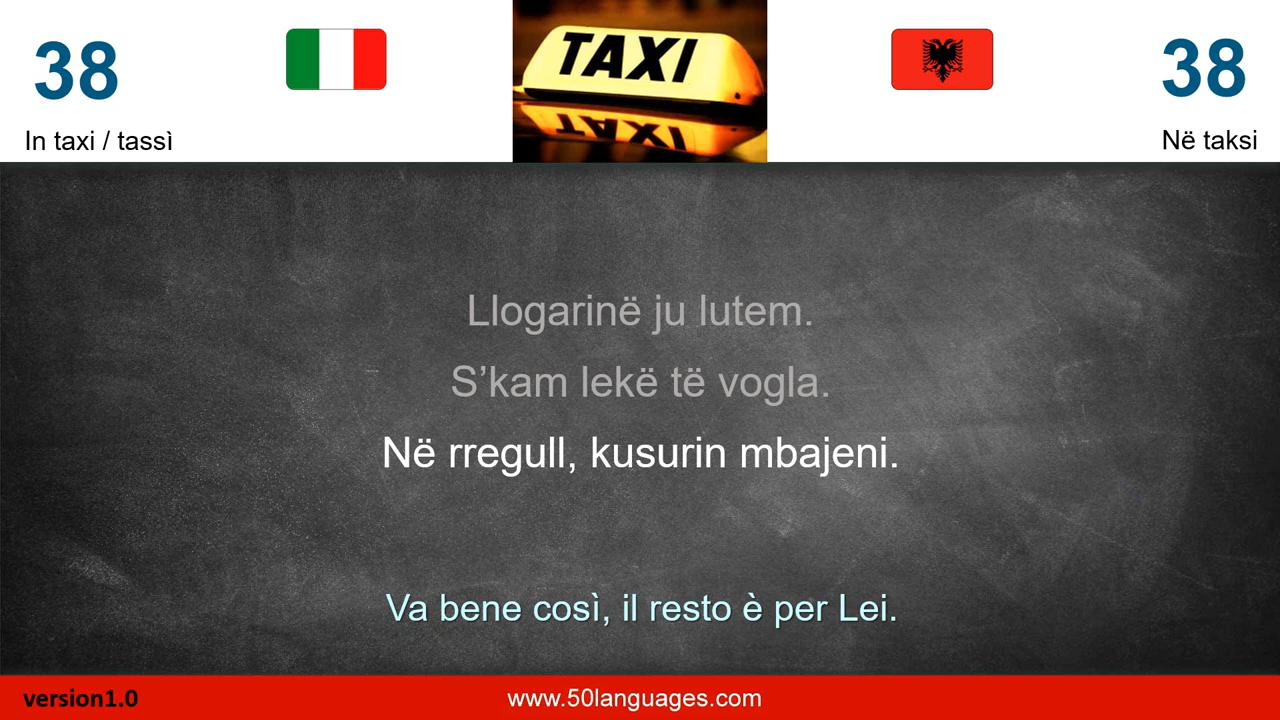 38
38
TAXI
In taxi / tassì
Në taksi
Llogarinë ju lutem.
S’kam lekë të vogla.
Në rregull, kusurin mbajeni.
Va bene così, il resto è per Lei.
version1.0
www.50languages.com